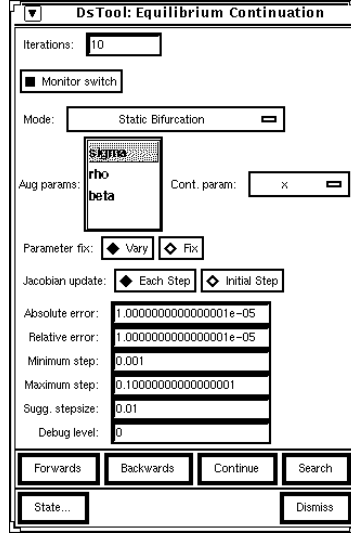 DsTool: Equilibrium Continuation
Iterations: 10
Monitor switch
Mode: Static Bifurcation
sigma
rho
Aug params: beta Cont. param: x
Parameter fix: Vary Fix
Jacobian update: Each Step Initial Step
Absolute error: 1.0000000000000001e-05
Relative error: 1.0000000000000001e-05
Minimum step: 0.001
Maximum step: 0.10000000000000001
Sugg. stepsize: 0.01
Debug level: 0
Forwards Backwards Continue Search
State... Dismiss